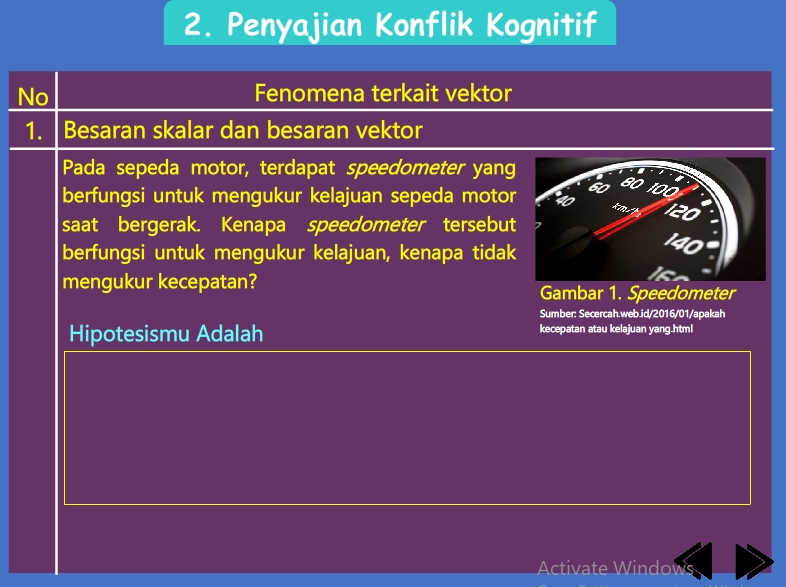 2. Penyajian Konflik Kognitif
No
Fenomena terkait vektor
1.
Besaran skalar dan besaran vektor
Pada sepeda motor, terdapat speedometer yang
berfungsi untuk mengukur kelajuan sepeda motor
saat bergerak. Kenapa speedometer tersebut
berfungsi untuk mengukur kelajuan, kenapa tidak
mengukur kecepatan?
40
60
80
100
km/h
120
140
160
Gambar 1. Speedometer
Sumber: Secercah.web.id/2016/01/apakah
kecepatan atau kelajuan yang.html
Hipotesismu Adalah
Activate Windows